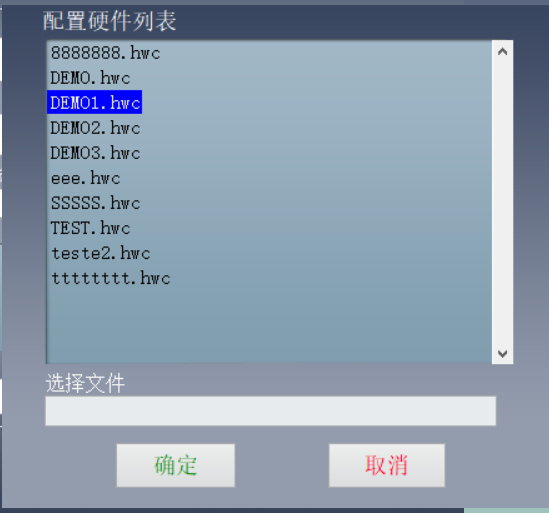 配置硬件列表
8888888.hwc
DEMO.hwc
DEMO1.hwc
DEMO2.hwc
DEMO3.hwc
eee.hwc
SSSSS.hwc
TEST.hwc
teste2.hwc
tttttttt.hwc
选择文件
确定 取消